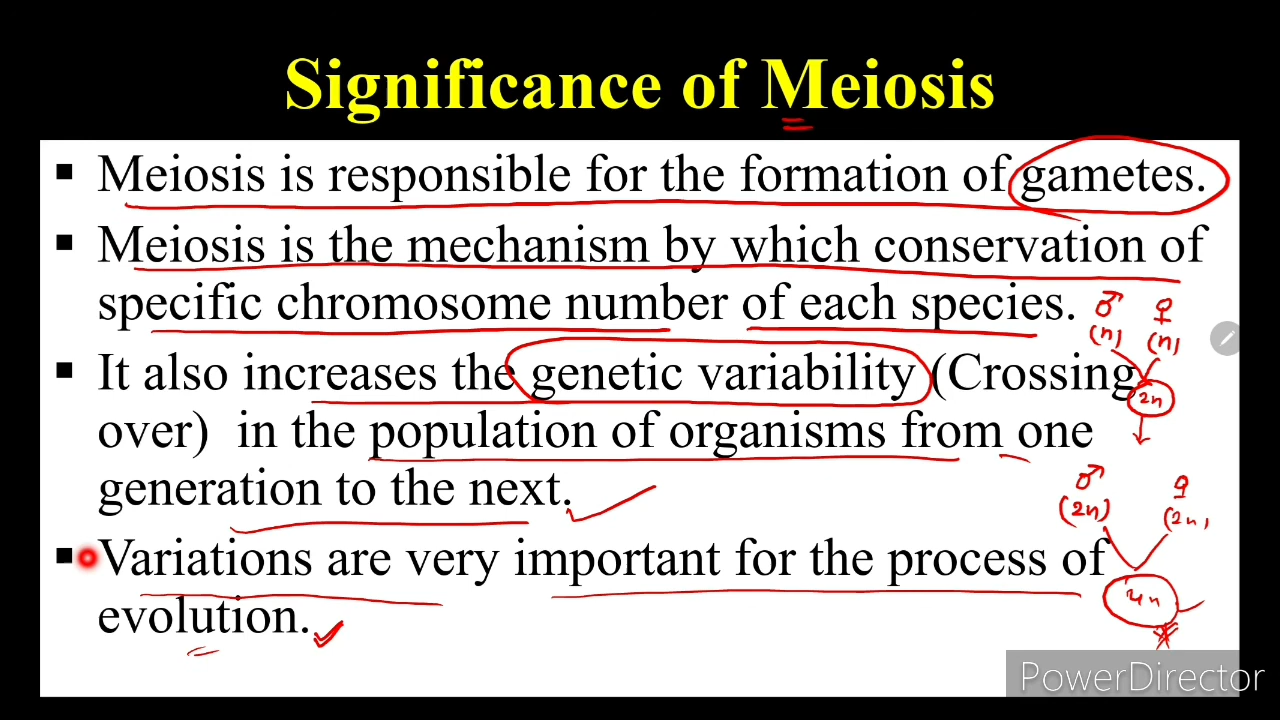 Significance of Meiosis
▪ Meiosis is responsible for the formation of gametes.
▪ Meiosis is the mechanism by which conservation of
specific chromosome number of each species.
♂ ♀
(n) (n)
▪ It also increases the genetic variability (Crossing
2n
over) in the population of organisms from one
generation to the next.
♂ ♀
(2n) (2n)
▪ Variations are very important for the process of
4n
evolution.
PowerDirector